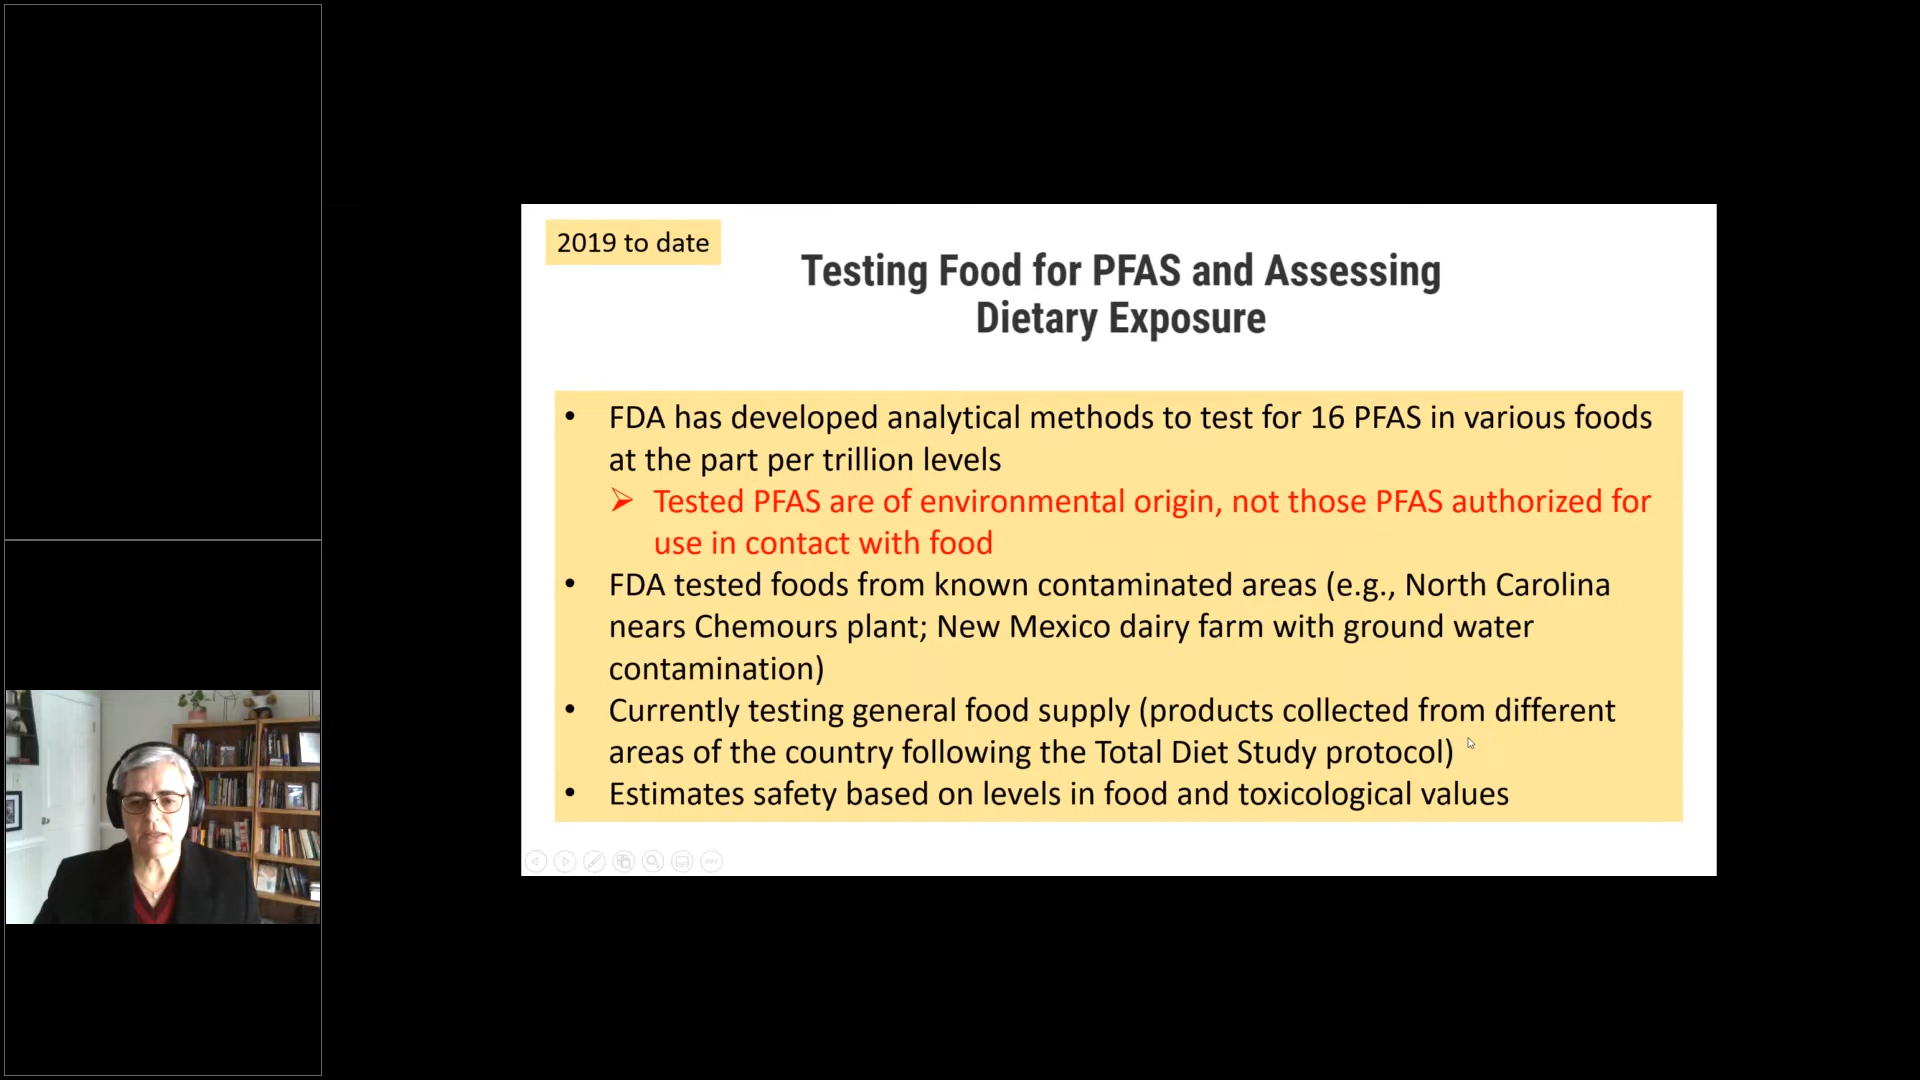 2019 to date
Testing Food for PFAS and Assessing
Dietary Exposure
• FDA has developed analytical methods to test for 16 PFAS in various foods
at the part per trillion levels
➢ Tested PFAS are of environmental origin, not those PFAS authorized for
use in contact with food
• FDA tested foods from known contaminated areas (e.g., North Carolina
nears Chemours plant; New Mexico dairy farm with ground water
contamination)
• Currently testing general food supply (products collected from different
areas of the country following the Total Diet Study protocol)
• Estimates safety based on levels in food and toxicological values